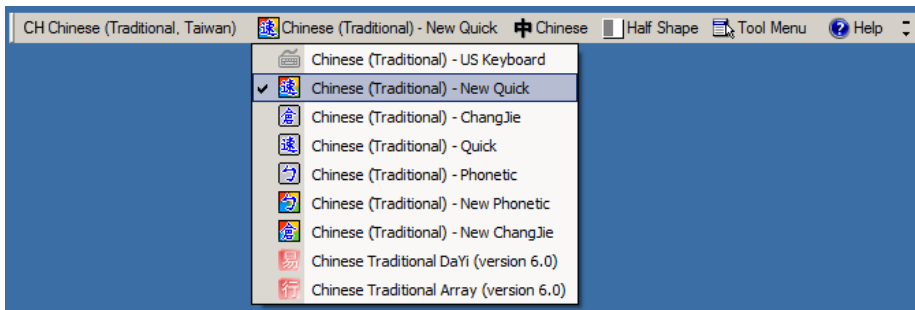 CH Chinese (Traditional, Taiwan) 速 Chinese (Traditional) - New Quick 中 Chinese Half Shape Tool Menu ? Help
Chinese (Traditional) - US Keyboard
速 Chinese (Traditional) - New Quick
倉 Chinese (Traditional) - ChangJie
速 Chinese (Traditional) - Quick
ㄅ Chinese (Traditional) - Phonetic
ㄅ Chinese (Traditional) - New Phonetic
倉 Chinese (Traditional) - New ChangJie
易 Chinese Traditional DaYi (version 6.0)
行 Chinese Traditional Array (version 6.0)